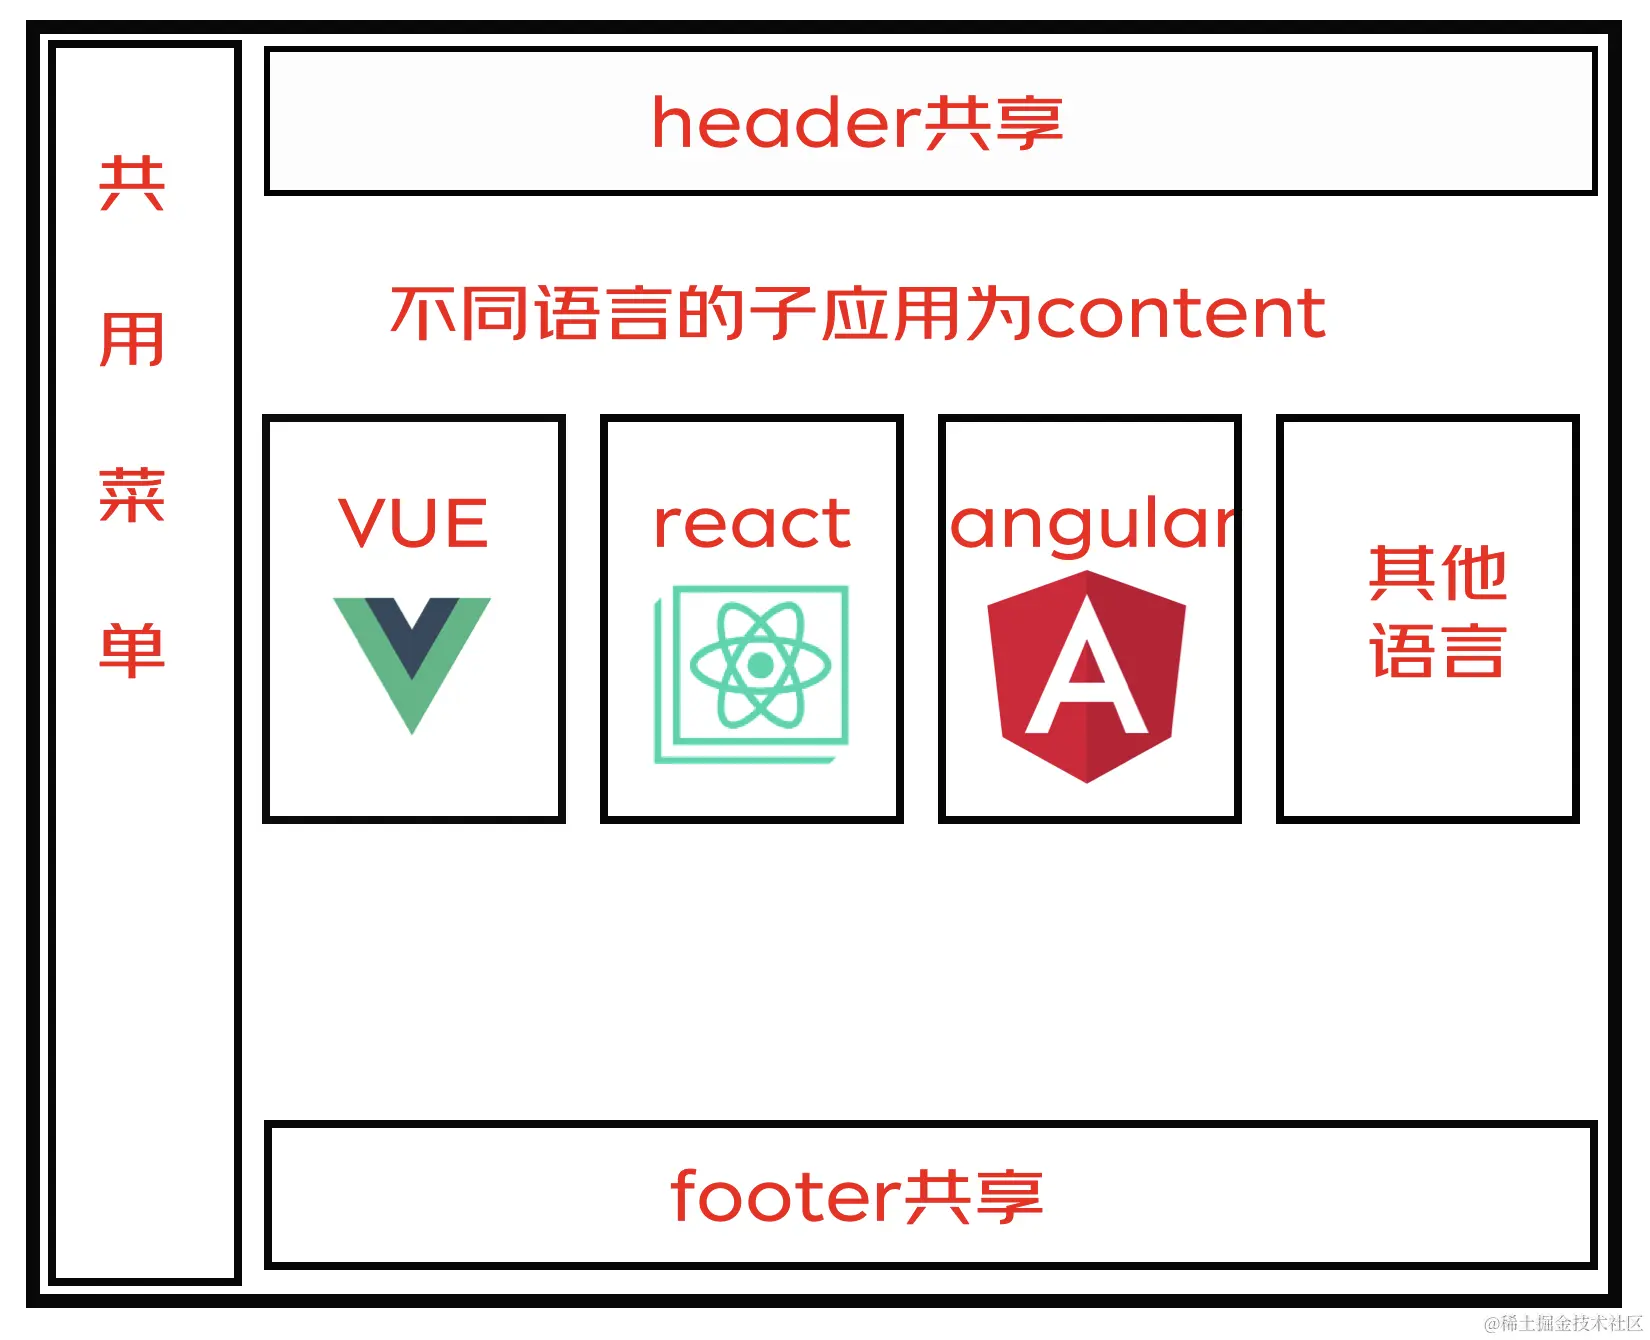 共
用
菜
单
header共享
不同语言的子应用为content
VUE
react
angular
其他
语言
footer共享
@稀土掘金技术社区